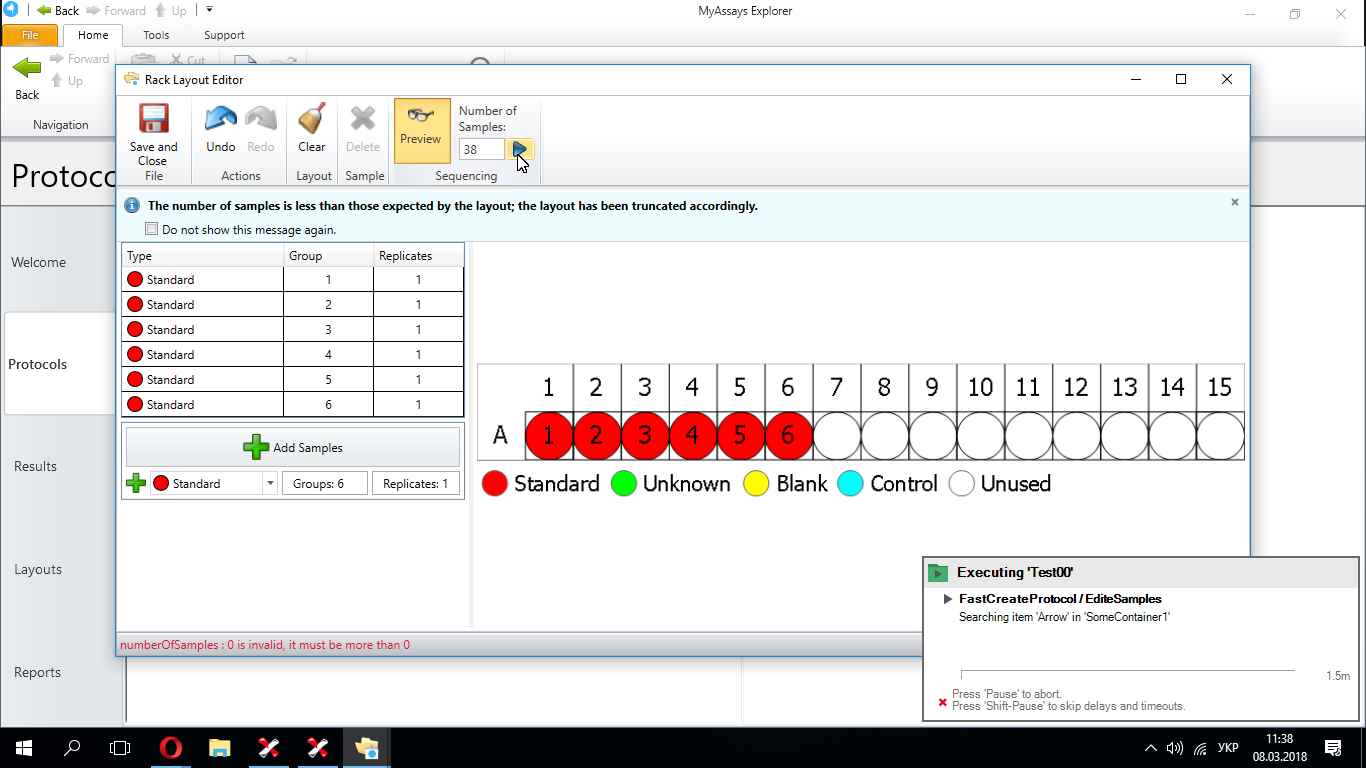 Back Forward Up
MyAssays Explorer
File Home Tools Support
Forward
Up
Back
Navigation
Cut
Rack Layout Editor
Save and Close
File
Undo Redo
Actions
Clear
Layout
Delete
Sample
Preview
Number of Samples:
38
Sequencing
Protoco
The number of samples is less than those expected by the layout; the layout has been truncated accordingly.
Do not show this message again.
Welcome
Protocols
Results
Layouts
Reports
Type Group Replicates
Standard 1 1
Standard 2 1
Standard 3 1
Standard 4 1
Standard 5 1
Standard 6 1
Add Samples
Standard Groups: 6 Replicates: 1
1 2 3 4 5 6 7 8 9 10 11 12 13 14 15
A 1 2 3 4 5 6
Standard Unknown Blank Control Unused
numberOfSamples : 0 is invalid, it must be more than 0
Executing 'Test00'
FastCreateProtocol / EditeSamples
Searching item 'Arrow' in 'SomeContainer1'
1.5m
Press 'Pause' to abort.
Press 'Shift-Pause' to skip delays and timeouts.
УКР
11:38
08.03.2018